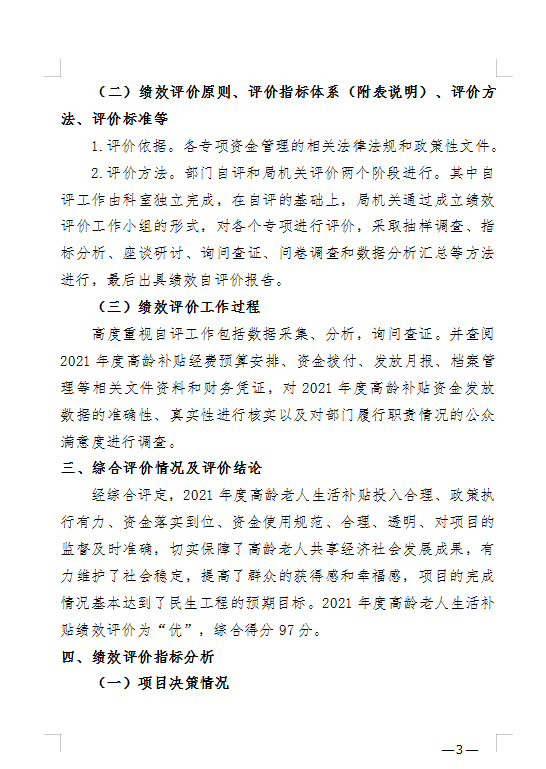 （二）绩效评价原则、评价指标体系（附表说明）、评价方
法、评价标准等
1.评价依据。各专项资金管理的相关法律法规和政策性文件。
2.评价方法。部门自评和局机关评价两个阶段进行。其中自
评工作由科室独立完成，在自评的基础上，局机关通过成立绩效
评价工作小组的形式，对各个专项进行评价，采取抽样调查、指
标分析、座谈研讨、询问查证、问卷调查和数据分析汇总等方法
进行，最后出具绩效自评价报告。
（三）绩效评价工作过程
高度重视自评工作包括数据采集、分析，询问查证。并查阅
2021年度高龄补贴经费预算安排、资金拨付、发放月报、档案管
理等相关文件资料和财务凭证，对2021年度高龄补贴资金发放
数据的准确性、真实性进行核实以及对部门履行职责情况的公众
满意度进行调查。
三、综合评价情况及评价结论
经综合评定，2021年度高龄老人生活补贴投入合理、政策执
行有力、资金落实到位、资金使用规范、合理、透明、对项目的
监督及时准确，切实保障了高龄老人共享经济社会发展成果，有
力维护了社会稳定，提高了群众的获得感和幸福感，项目的完成
情况基本达到了民生工程的预期目标。2021年度高龄老人生活补
贴绩效评价为“优”，综合得分97分。
四、绩效评价指标分析
（一）项目决策情况
—3—